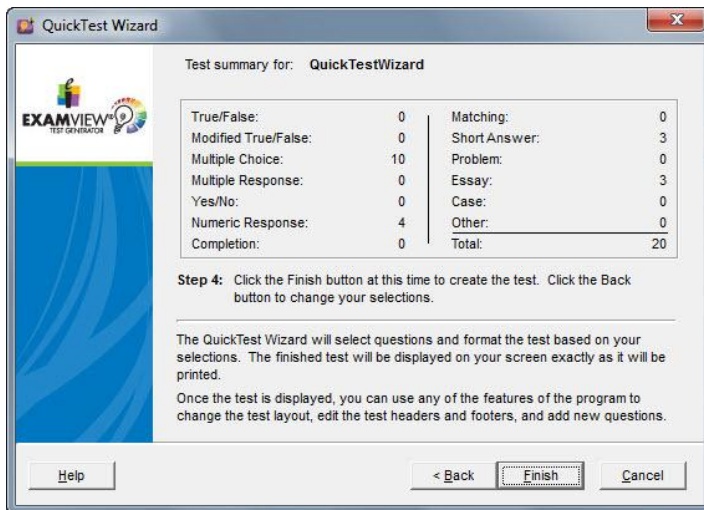 QuickTest Wizard
Test summary for: QuickTestWizard
EXAMVIEW®
TEST GENERATOR
True/False: 0
Modified True/False: 0
Multiple Choice: 10
Multiple Response: 0
Yes/No: 0
Numeric Response: 4
Completion: 0
Matching: 0
Short Answer: 3
Problem: 0
Essay: 3
Case: 0
Other: 0
Total: 20
Step 4: Click the Finish button at this time to create the test. Click the Back
button to change your selections.
The QuickTest Wizard will select questions and format the test based on your
selections. The finished test will be displayed on your screen exactly as it will be
printed.
Once the test is displayed, you can use any of the features of the program to
change the test layout, edit the test headers and footers, and add new questions.
Help
< Back
Finish
Cancel